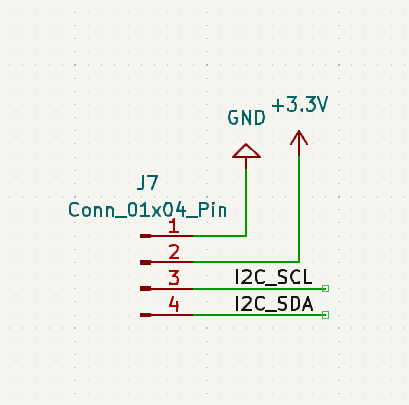 +3.3V
GND
J7
Conn_01x04_Pin
1
2
3 I2C_SCL
4 I2C_SDA